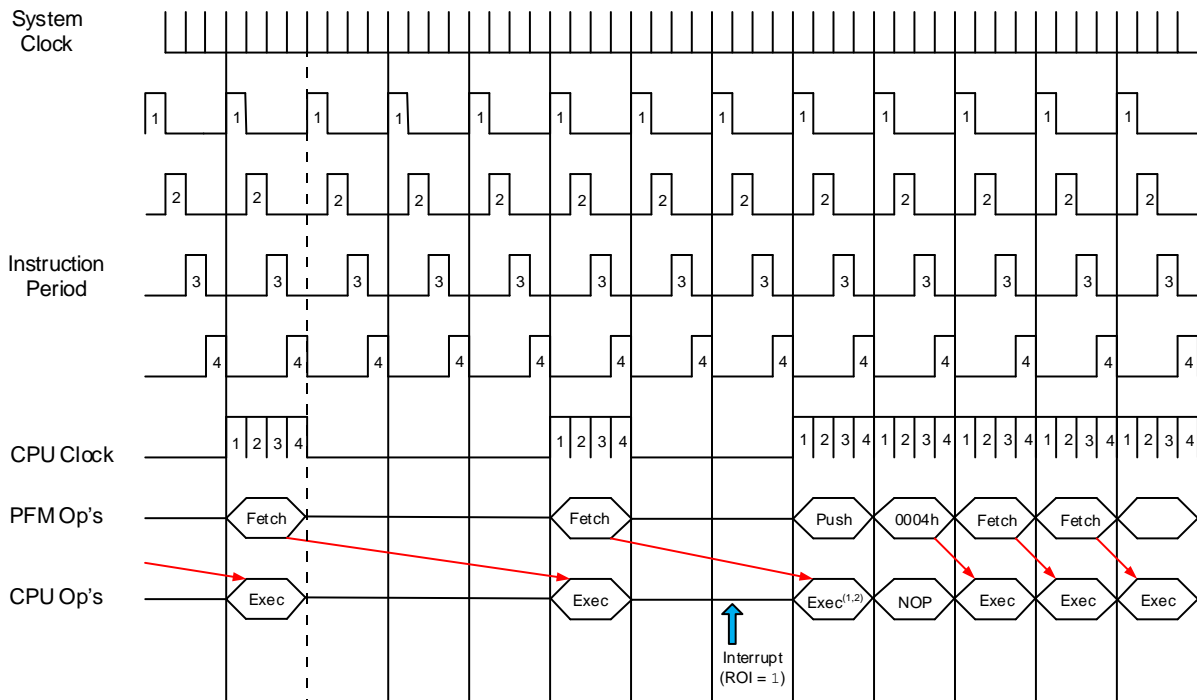 System
Clock
1 1 1 1 1 1 1 1 1 1 1 1 1
2 2 2 2 2 2 2 2 2 2 2 2 2
Instruction
Period
3 3 3 3 3 3 3 3 3 3 3 3 3
4 4 4 4 4 4 4 4 4 4 4 4 4
CPU Clock
1 2 3 4 1 2 3 4 1 2 3 4 1 2 3 4 1 2 3 4 1 2 3 4 1 2 3 4
PFM Op's
Fetch Fetch Push 0004h Fetch Fetch
CPU Op's
Exec Exec Exec(1,2) NOP Exec Exec Exec
Interrupt
(ROI = 1)